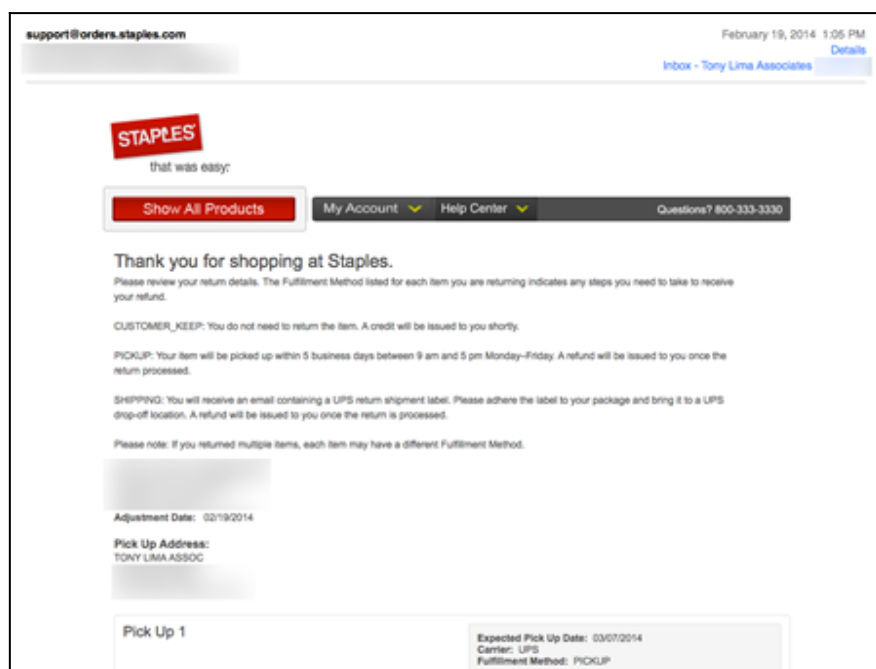 support@orders.staples.com
February 19, 2014 1:05 PM
Details
Inbox - Tony Lima Associates
STAPLES
that was easy:
Show All Products
My Account
Help Center
Questions? 800-333-3330
Thank you for shopping at Staples.
Please review your return details. The Fulfillment Method listed for each item you are returning indicates any steps you need to take to receive
your refund.
CUSTOMER_KEEP: You do not need to return the item. A credit will be issued to you shortly.
PICKUP: Your item will be picked up within 5 business days between 9 am and 5 pm Monday–Friday. A refund will be issued to you once the
return processed.
SHIPPING: You will receive an email containing a UPS return shipment label. Please adhere the label to your package and bring it to a UPS
drop-off location. A refund will be issued to you once the return is processed.
Please note: If you returned multiple items, each item may have a different Fulfillment Method.
Adjustment Date: 02/19/2014
Pick Up Address:
TONY LIMA ASSOC
Pick Up 1
Expected Pick Up Date: 03/07/2014
Carrier: UPS
Fulfillment Method: PICKUP